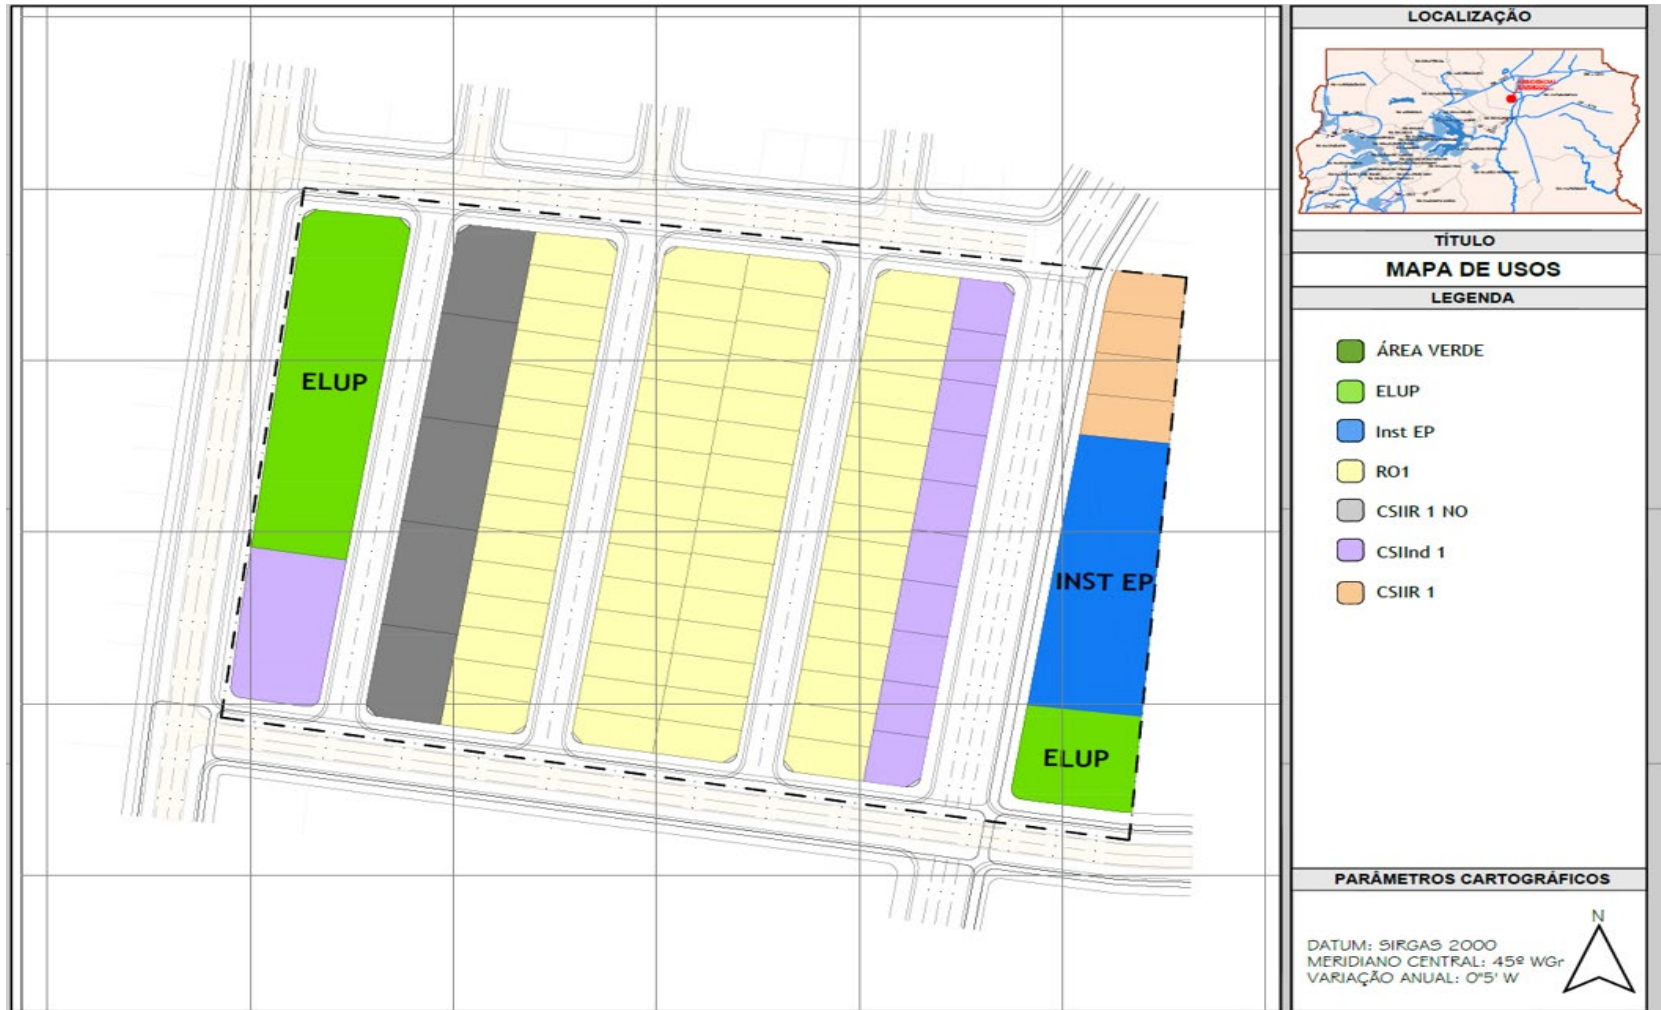 LOCALIZAÇÃO
TÍTULO
MAPA DE USOS
LEGENDA
ÁREA VERDE
ELUP
Inst EP
RO1
CSIIR 1 NO
CSIInd 1
CSIIR 1
ELUP
INST EP
ELUP
PARÂMETROS CARTOGRÁFICOS
N
DATUM: SIRGAS 2000
MERIDIANO CENTRAL: 45º WGr
VARIAÇÃO ANUAL: 0°5' W